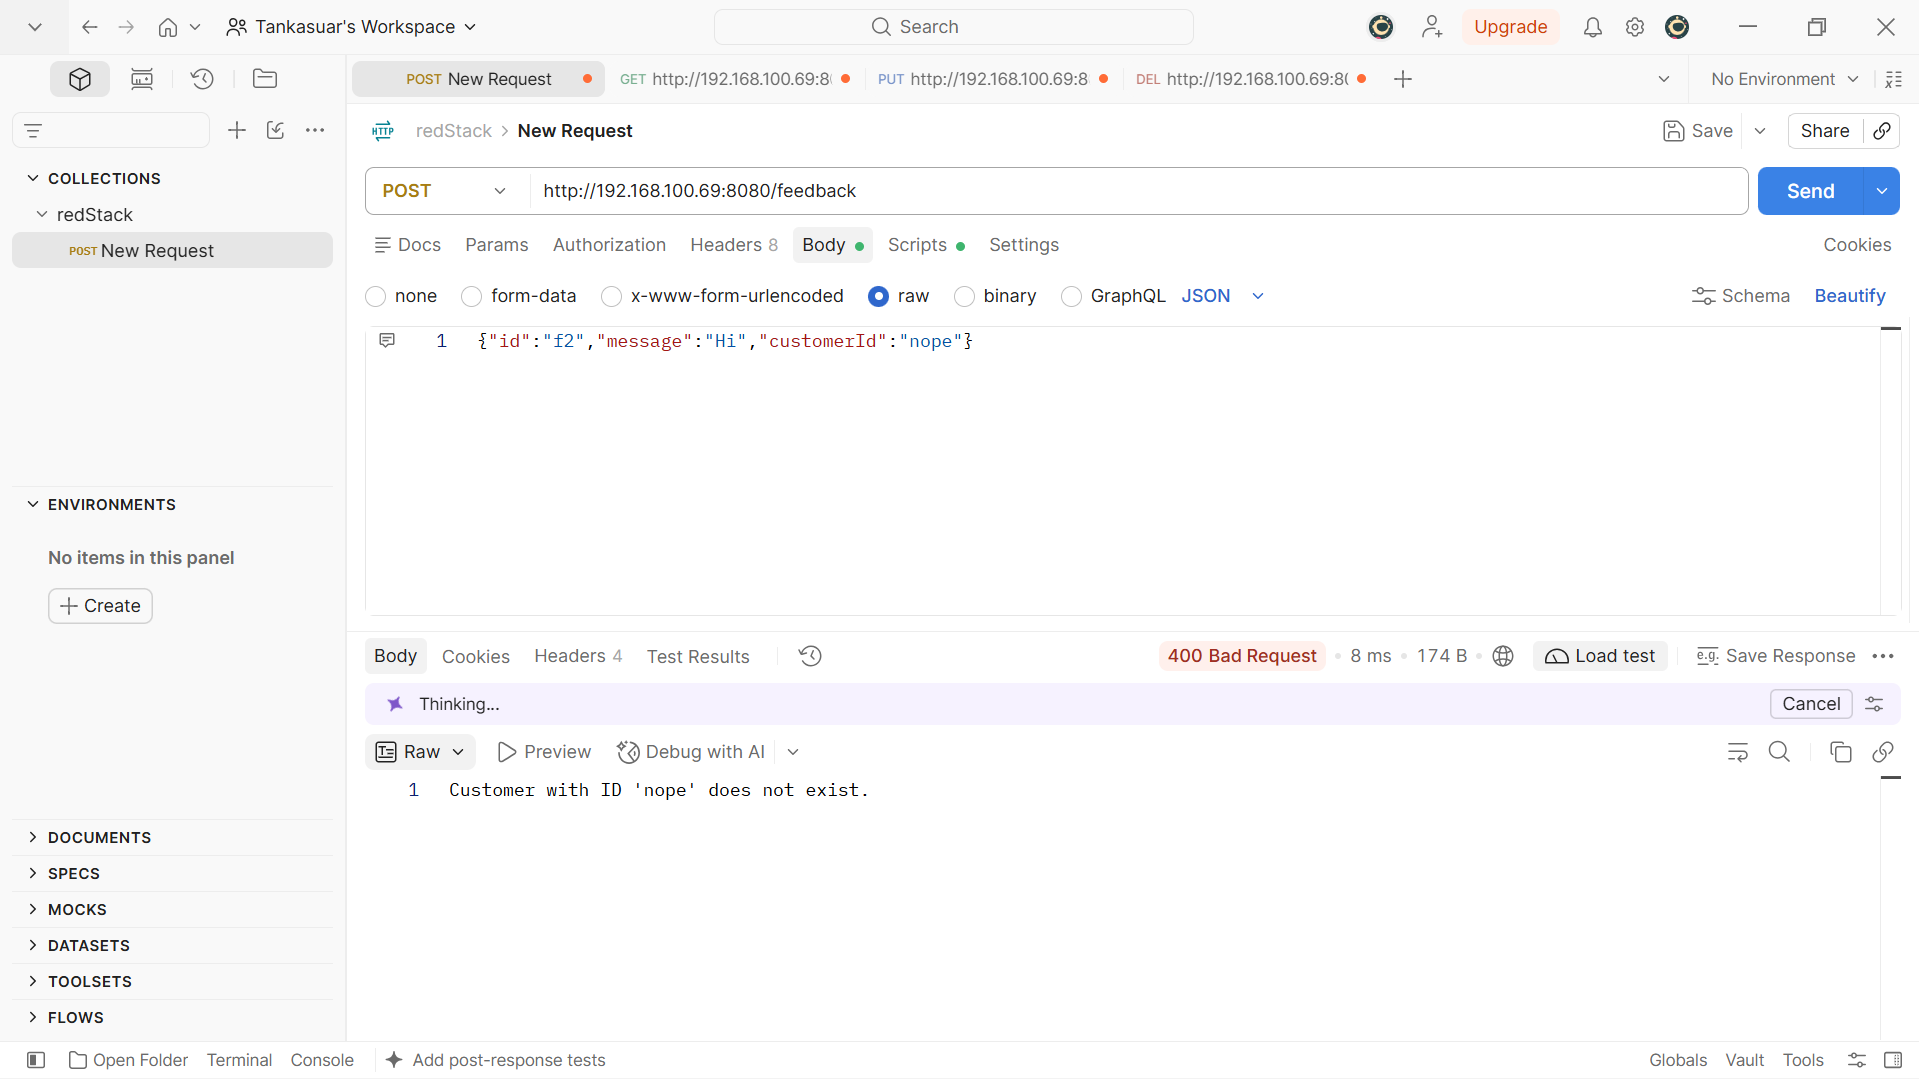 Tankasuar's Workspace
Search
Upgrade
POST New Request
GET http://192.168.100.69:8
PUT http://192.168.100.69:8
DEL http://192.168.100.69:80
No Environment
redStack > New Request
Save
Share
COLLECTIONS
redStack
POST New Request
POST
http://192.168.100.69:8080/feedback
Send
Docs
Params
Authorization
Headers 8
Body
Scripts
Settings
Cookies
none
form-data
x-www-form-urlencoded
raw
binary
GraphQL
JSON
Schema
Beautify
1 {"id":"f2","message":"Hi","customerId":"nope"}
ENVIRONMENTS
No items in this panel
Create
Body
Cookies
Headers 4
Test Results
400 Bad Request
8 ms
174 B
Load test
e.g. Save Response
Thinking...
Cancel
Raw
Preview
Debug with AI
1 Customer with ID 'nope' does not exist.
DOCUMENTS
SPECS
MOCKS
DATASETS
TOOLSETS
FLOWS
Open Folder
Terminal
Console
Add post-response tests
Globals
Vault
Tools